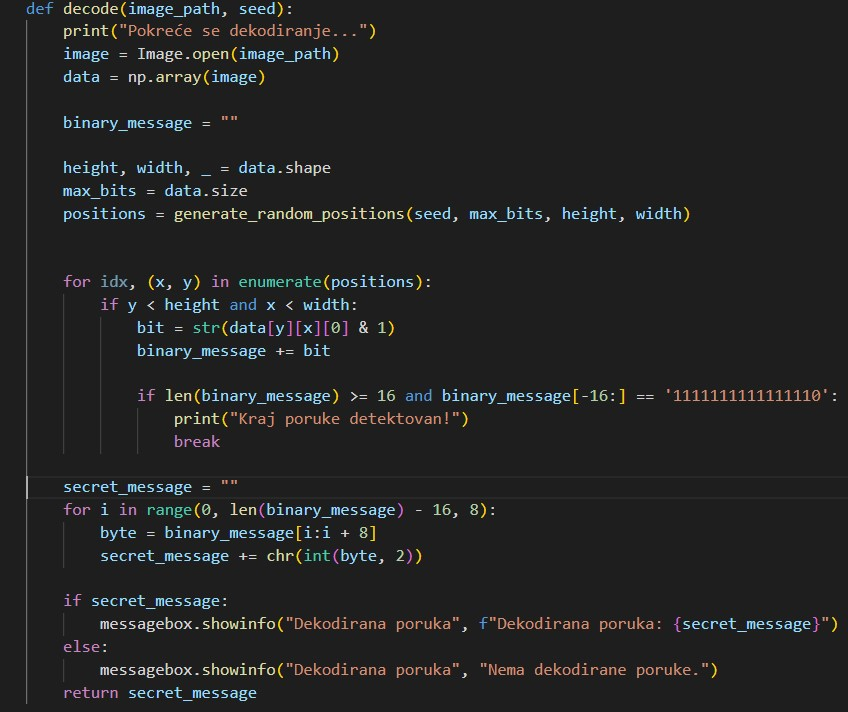 def decode(image_path, seed):
    print("Pokreće se dekodiranje...")
    image = Image.open(image_path)
    data = np.array(image)

    binary_message = ""

    height, width, _ = data.shape
    max_bits = data.size
    positions = generate_random_positions(seed, max_bits, height, width)


    for idx, (x, y) in enumerate(positions):
        if y < height and x < width:
            bit = str(data[y][x][0] & 1)
            binary_message += bit

            if len(binary_message) >= 16 and binary_message[-16:] == '1111111111111110':
                print("Kraj poruke detektovan!")
                break

    secret_message = ""
    for i in range(0, len(binary_message) - 16, 8):
        byte = binary_message[i:i + 8]
        secret_message += chr(int(byte, 2))

    if secret_message:
        messagebox.showinfo("Dekodirana poruka", f"Dekodirana poruka: {secret_message}")
    else:
        messagebox.showinfo("Dekodirana poruka", "Nema dekodirane poruke.")
    return secret_message